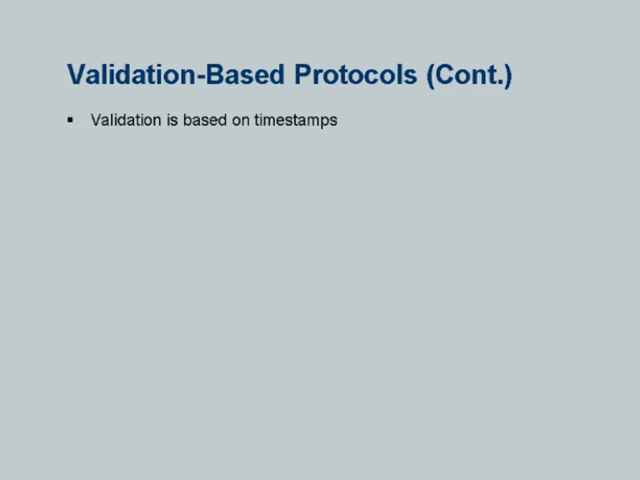 Validation-Based Protocols (Cont.)
▪ Validation is based on timestamps